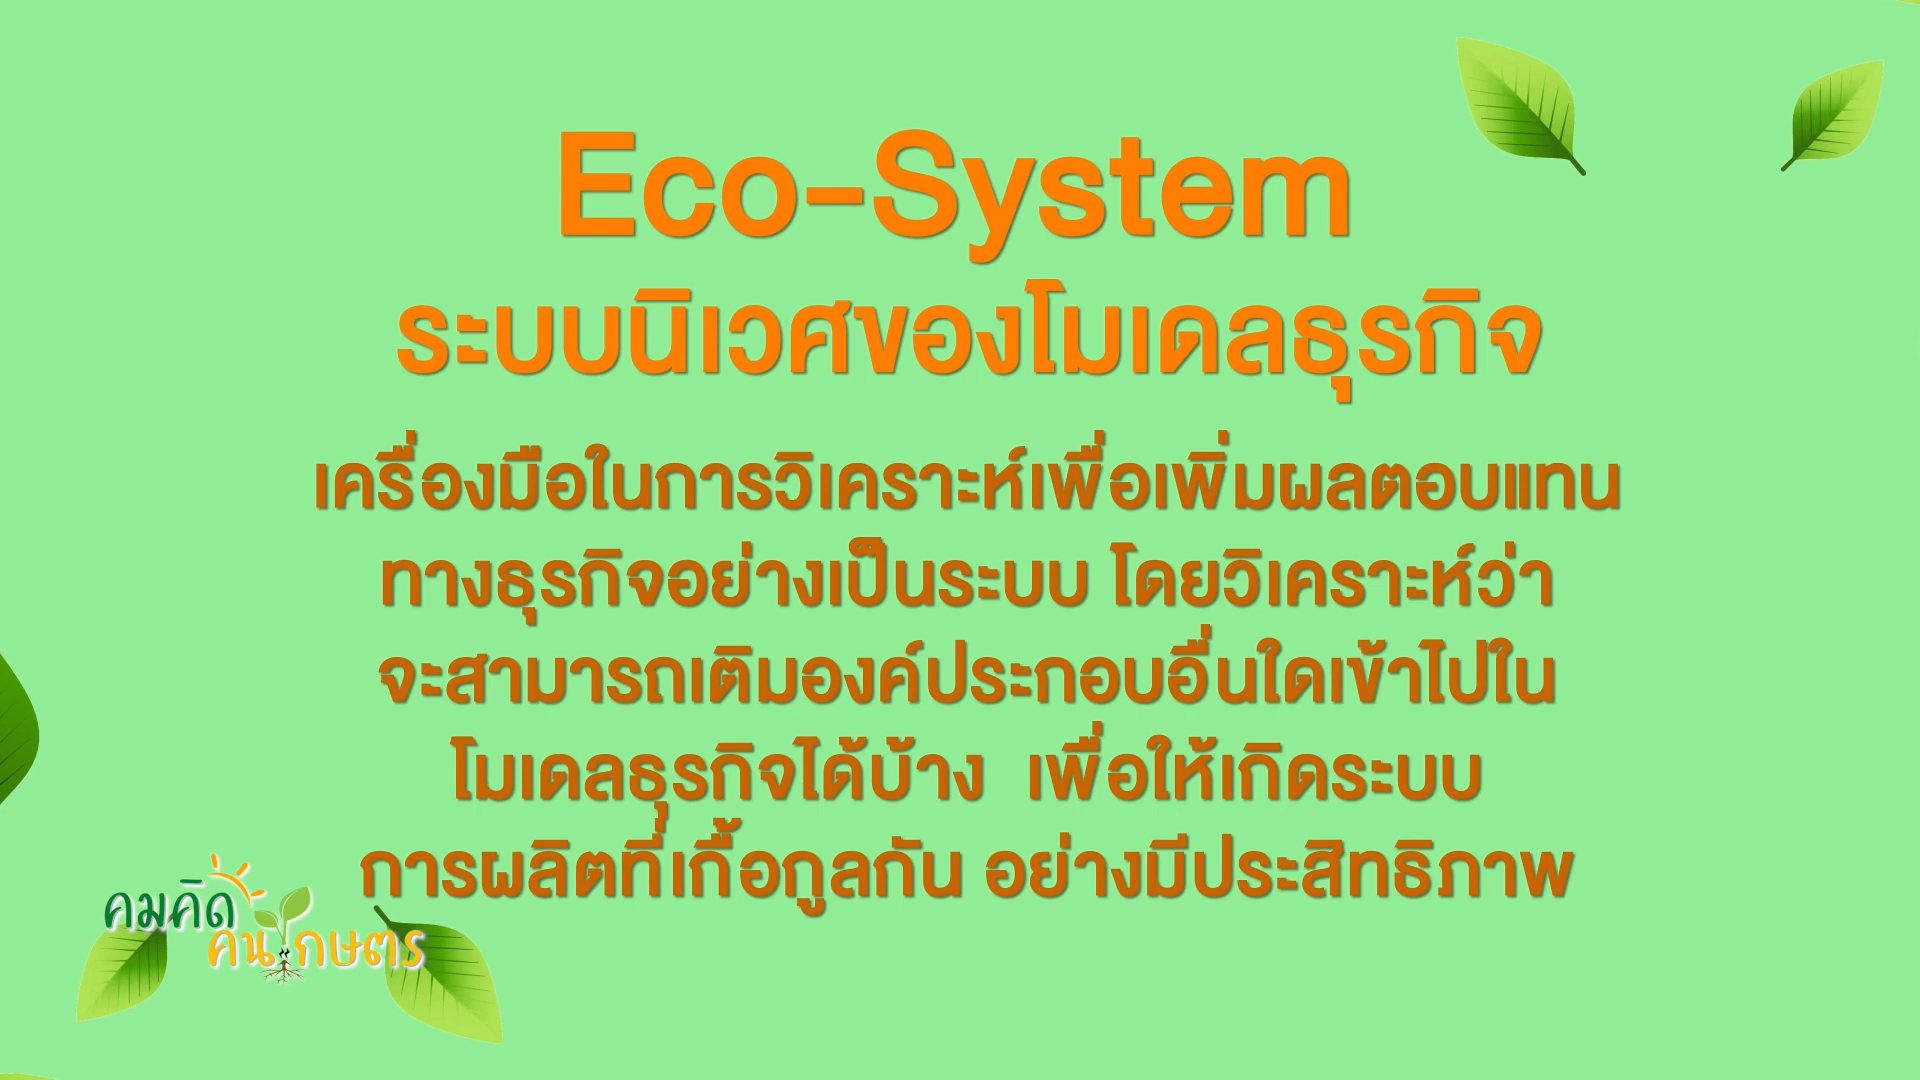 Eco-System
ระบบนิเวศของโมเดลธุรกิจ
เครื่องมือในการวิเคราะห์เพื่อเพิ่มผลตอบแทน
ทางธุรกิจอย่างเป็นระบบ โดยวิเคราะห์ว่า
จะสามารถเติมองค์ประกอบอื่นใดเข้าไปใน
โมเดลธุรกิจได้บ้าง เพื่อให้เกิดระบบ
การผลิตที่เกื้อกูลกัน อย่างมีประสิทธิภาพ
คมคิด
คนเกษตร